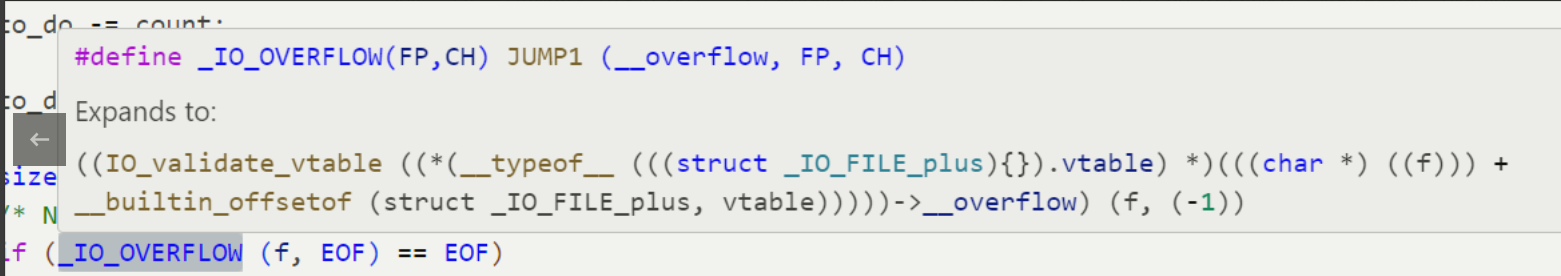 to_do -= count;
#define _IO_OVERFLOW(FP,CH) JUMP1 (__overflow, FP, CH)
to_d
Expands to:
((IO_validate_vtable ((*(__typeof__ (((struct _IO_FILE_plus){}).vtable) *)(((char *) ((f))) +
size
__builtin_offsetof (struct _IO_FILE_plus, vtable)))))->__overflow) (f, (-1))
/* N
if (_IO_OVERFLOW (f, EOF) == EOF)